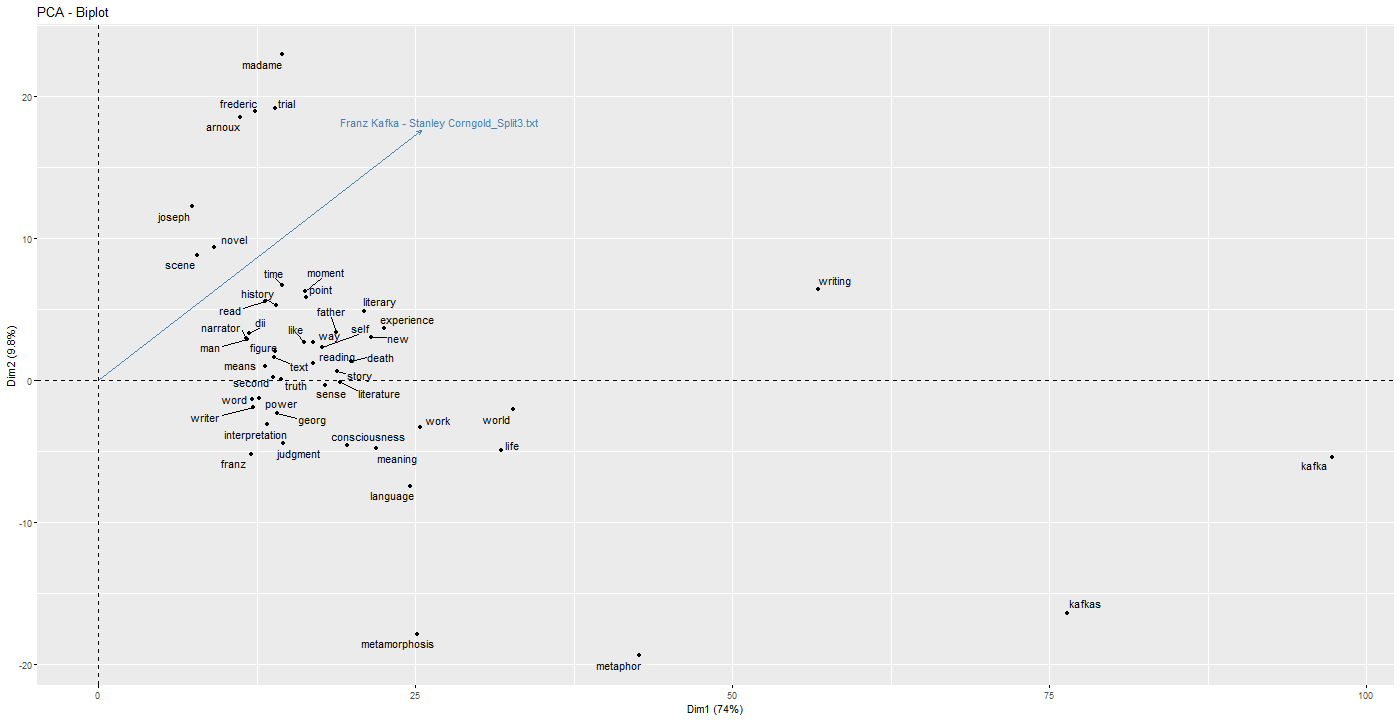 PCA - Biplot
madame
20
frederic
trial
arnoux
Franz Kafka - Stanley Corngold_Split3.txt
joseph
novel
10
scene
time
moment
writing
history
point
literary
read
father
experience
narrator
dii
like
way
self
new
man
figure
reading
death
means
text
story
0
second
truth
sense
literature
word
power
writer
georg
work
world
interpretation
consciousness
life
judgment
meaning
franz
kafka
language
-10
kafkas
metamorphosis
metaphor
-20
0
25
50
75
100
Dim1 (74%)
Dim2 (9.8%)